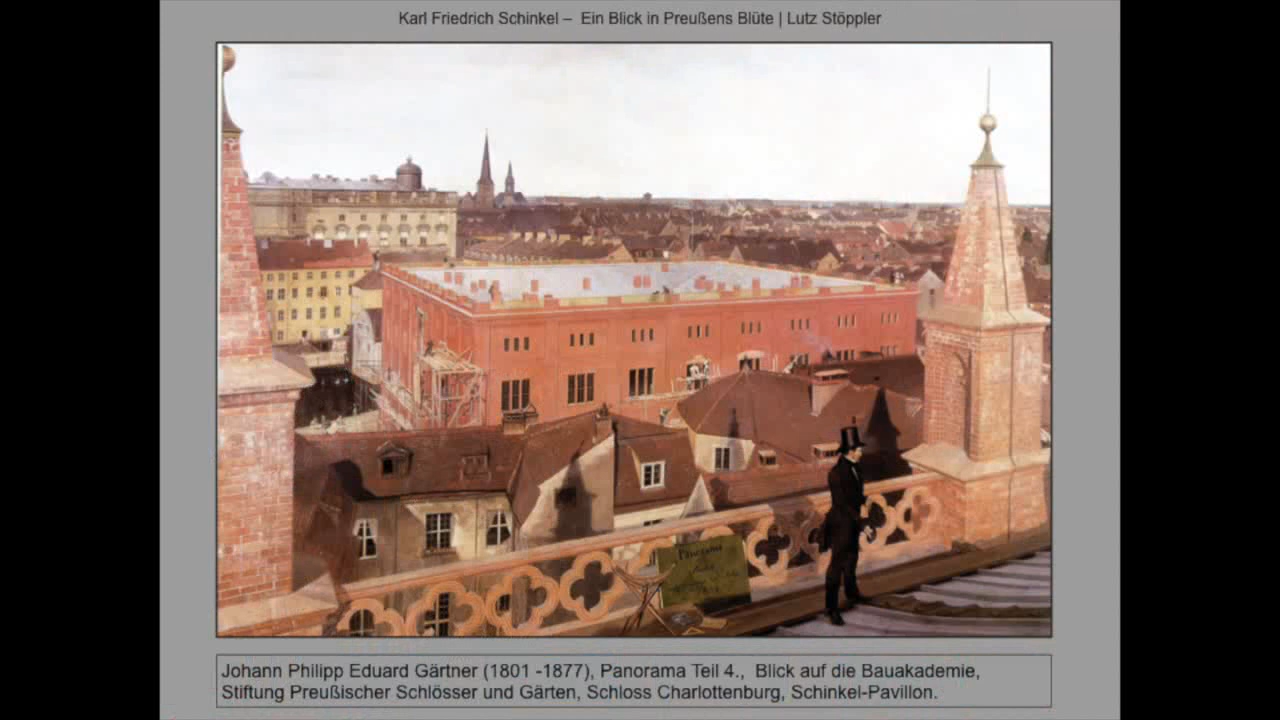 Karl Friedrich Schinkel – Ein Blick in Preußens Blüte | Lutz Stöppler
Panorama
Johann Philipp Eduard Gärtner (1801 -1877), Panorama Teil 4., Blick auf die Bauakademie,
Stiftung Preußischer Schlösser und Gärten, Schloss Charlottenburg, Schinkel-Pavillon.